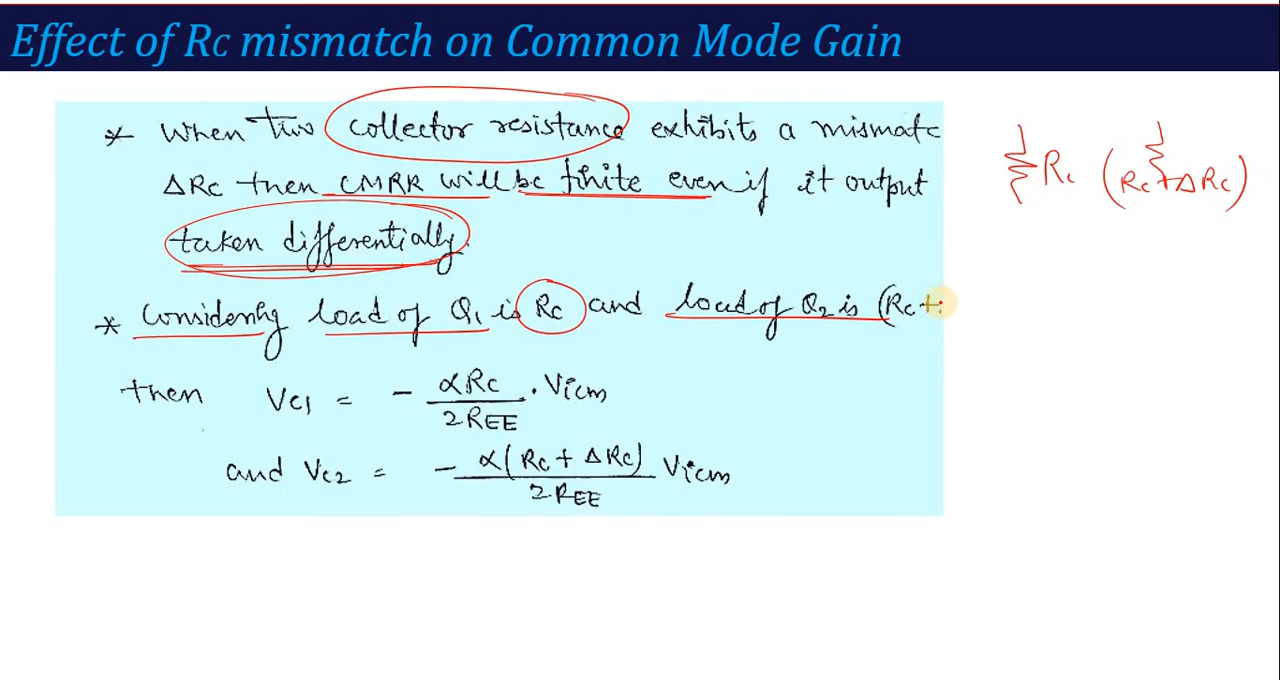 Effect of Rc mismatch on Common Mode Gain
* When two collector resistance exhibits a mismatc
ΔRc then CMRR will be finite even if it output
taken differentially.
* Considering load of Q1 is Rc and load of Q2 is (Rc+
then Vc1 = - αRc / 2REE . Vicm
and Vc2 = - α(Rc + ΔRc) / 2REE Vicm
Rc (Rc + ΔRc)